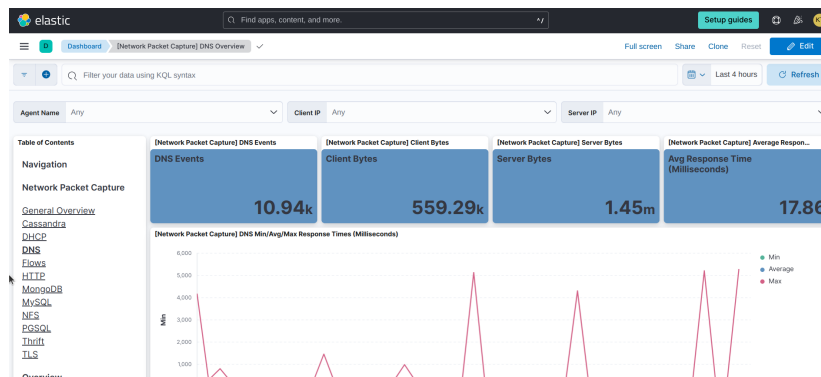 elastic
Find apps, content, and more.
^/
Setup guides
D
Dashboard
[Network Packet Capture] DNS Overview
Full screen
Share
Clone
Reset
Edit
Filter your data using KQL syntax
Last 4 hours
Refresh
Agent Name Any
Client IP Any
Server IP Any
Table of Contents
Navigation
Network Packet Capture
General Overview
Cassandra
DHCP
DNS
Flows
HTTP
MongoDB
MySQL
NFS
PGSQL
Thrift
TLS
[Network Packet Capture] DNS Events
DNS Events
10.94k
[Network Packet Capture] Client Bytes
Client Bytes
559.29k
[Network Packet Capture] Server Bytes
Server Bytes
1.45m
[Network Packet Capture] Average Respon...
Avg Response Time
(Milliseconds)
17.86
[Network Packet Capture] DNS Min/Avg/Max Response Times (Milliseconds)
Min
6,000
5,000
4,000
3,000
2,000
1,000
Min
Average
Max
Overview